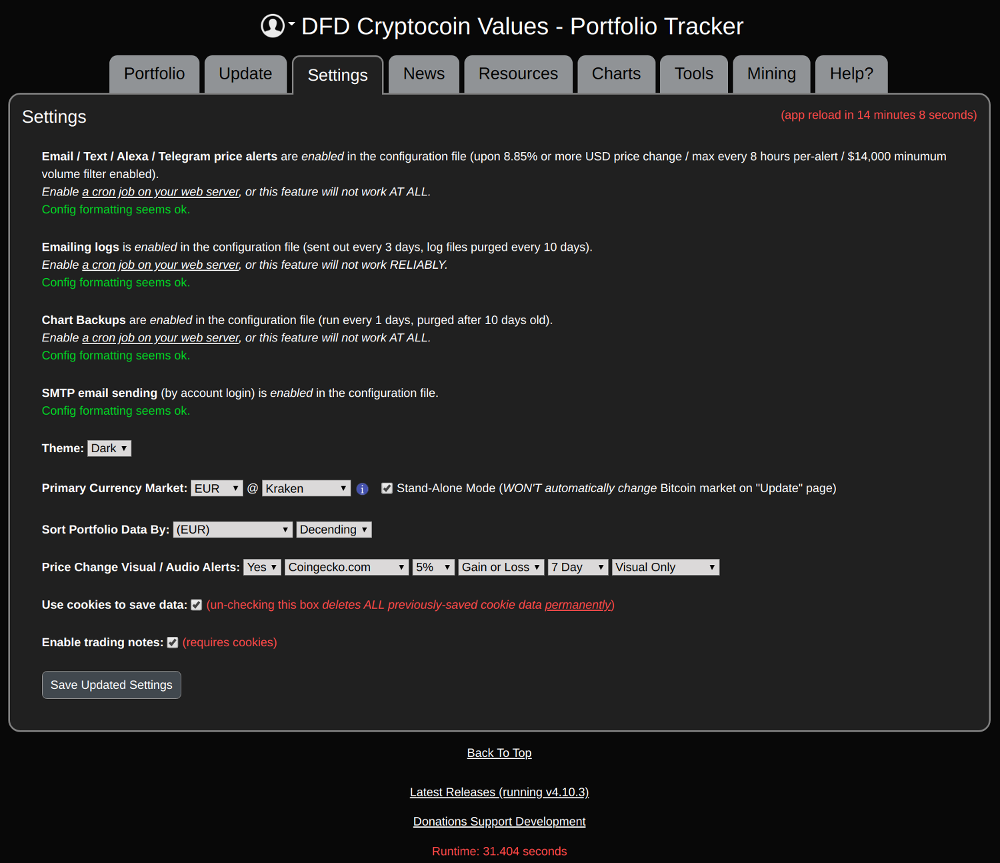 DFD Cryptocoin Values - Portfolio Tracker
Portfolio Update Settings News Resources Charts Tools Mining Help?
Settings (app reload in 14 minutes 8 seconds)
Email / Text / Alexa / Telegram price alerts are enabled in the configuration file (upon 8.85% or more USD price change / max every 8 hours per-alert / $14,000 minumum
volume filter enabled).
Enable a cron job on your web server, or this feature will not work AT ALL.
Config formatting seems ok.
Emailing logs is enabled in the configuration file (sent out every 3 days, log files purged every 10 days).
Enable a cron job on your web server, or this feature will not work RELIABLY.
Config formatting seems ok.
Chart Backups are enabled in the configuration file (run every 1 days, purged after 10 days old).
Enable a cron job on your web server, or this feature will not work AT ALL.
Config formatting seems ok.
SMTP email sending (by account login) is enabled in the configuration file.
Config formatting seems ok.
Theme: Dark
Primary Currency Market: EUR @ Kraken i Stand-Alone Mode (WON'T automatically change Bitcoin market on "Update" page)
Sort Portfolio Data By: (EUR) Decending
Price Change Visual / Audio Alerts: Yes Coingecko.com 5% Gain or Loss 7 Day Visual Only
Use cookies to save data: (un-checking this box deletes ALL previously-saved cookie data permanently)
Enable trading notes: (requires cookies)
Save Updated Settings
Back To Top
Latest Releases (running v4.10.3)
Donations Support Development
Runtime: 31.404 seconds